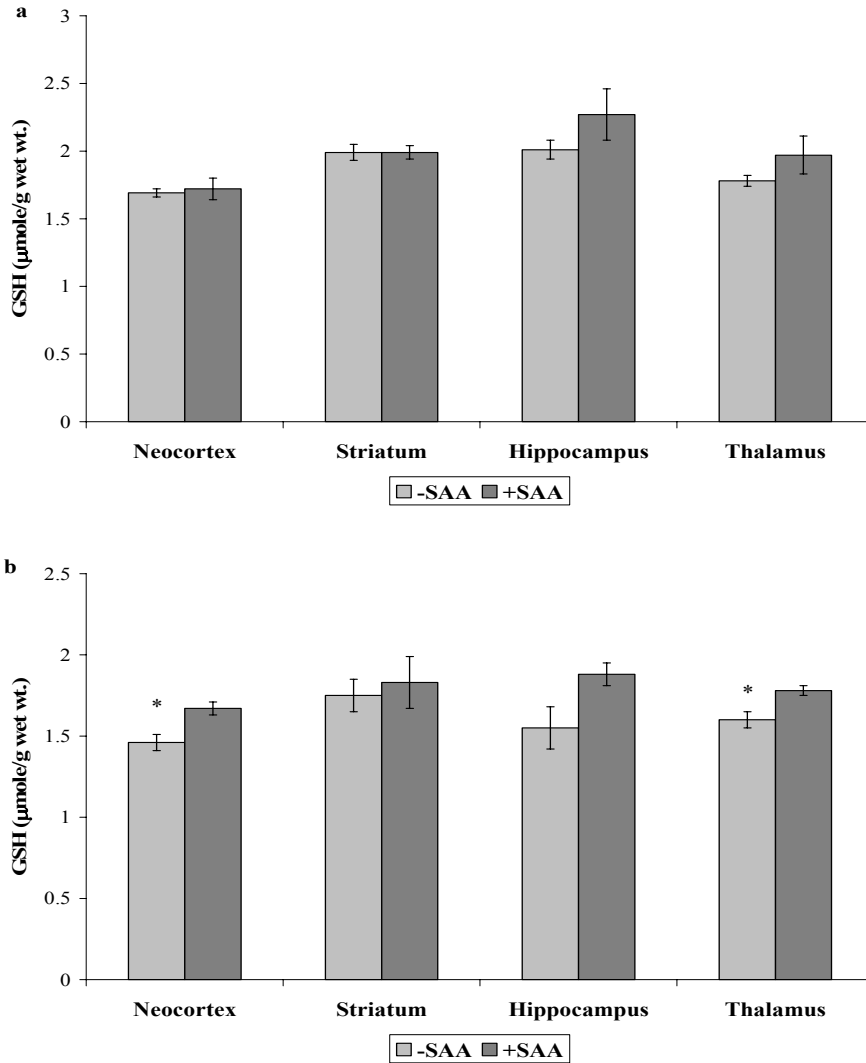 a
3
2.5
2
1.5
1
0.5
0
GSH (µmole/g wet wt.)
Neocortex Striatum Hippocampus Thalamus
-SAA +SAA
b
2.5
2
1.5
1
0.5
0
GSH (µmole/g wet wt.)
* *
Neocortex Striatum Hippocampus Thalamus
-SAA +SAA